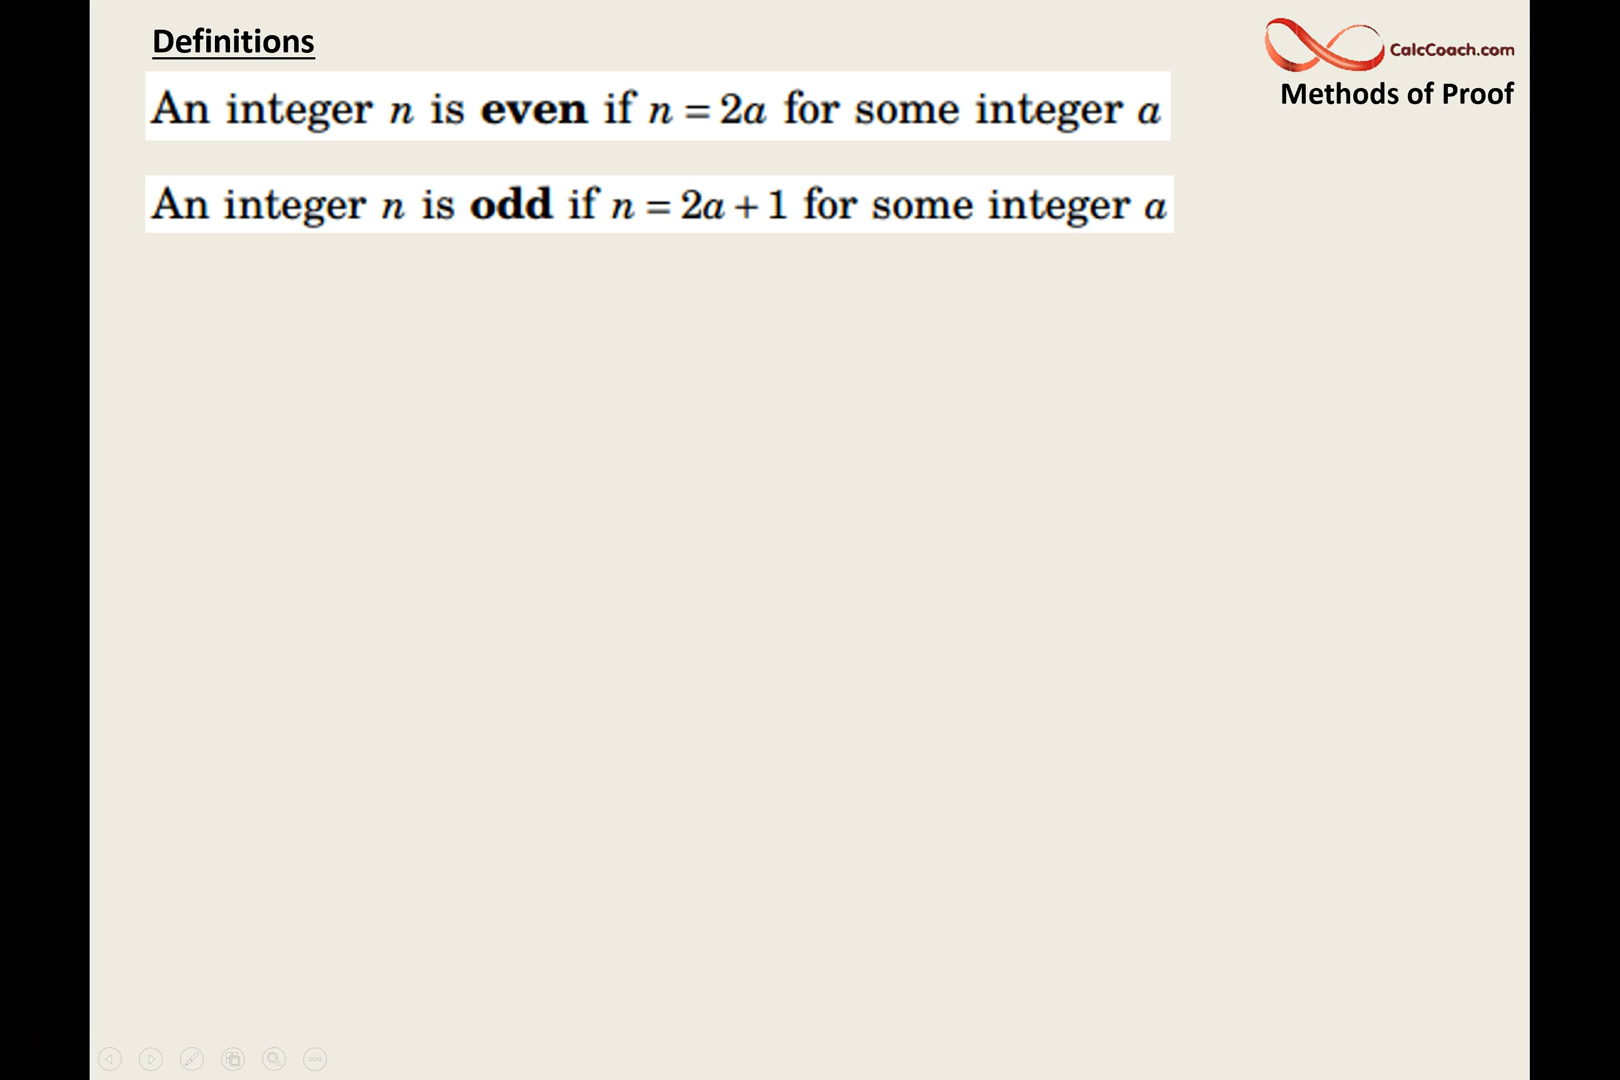 Definitions
CalcCoach.com
Methods of Proof
An integer n is even if n = 2a for some integer a
An integer n is odd if n = 2a + 1 for some integer a